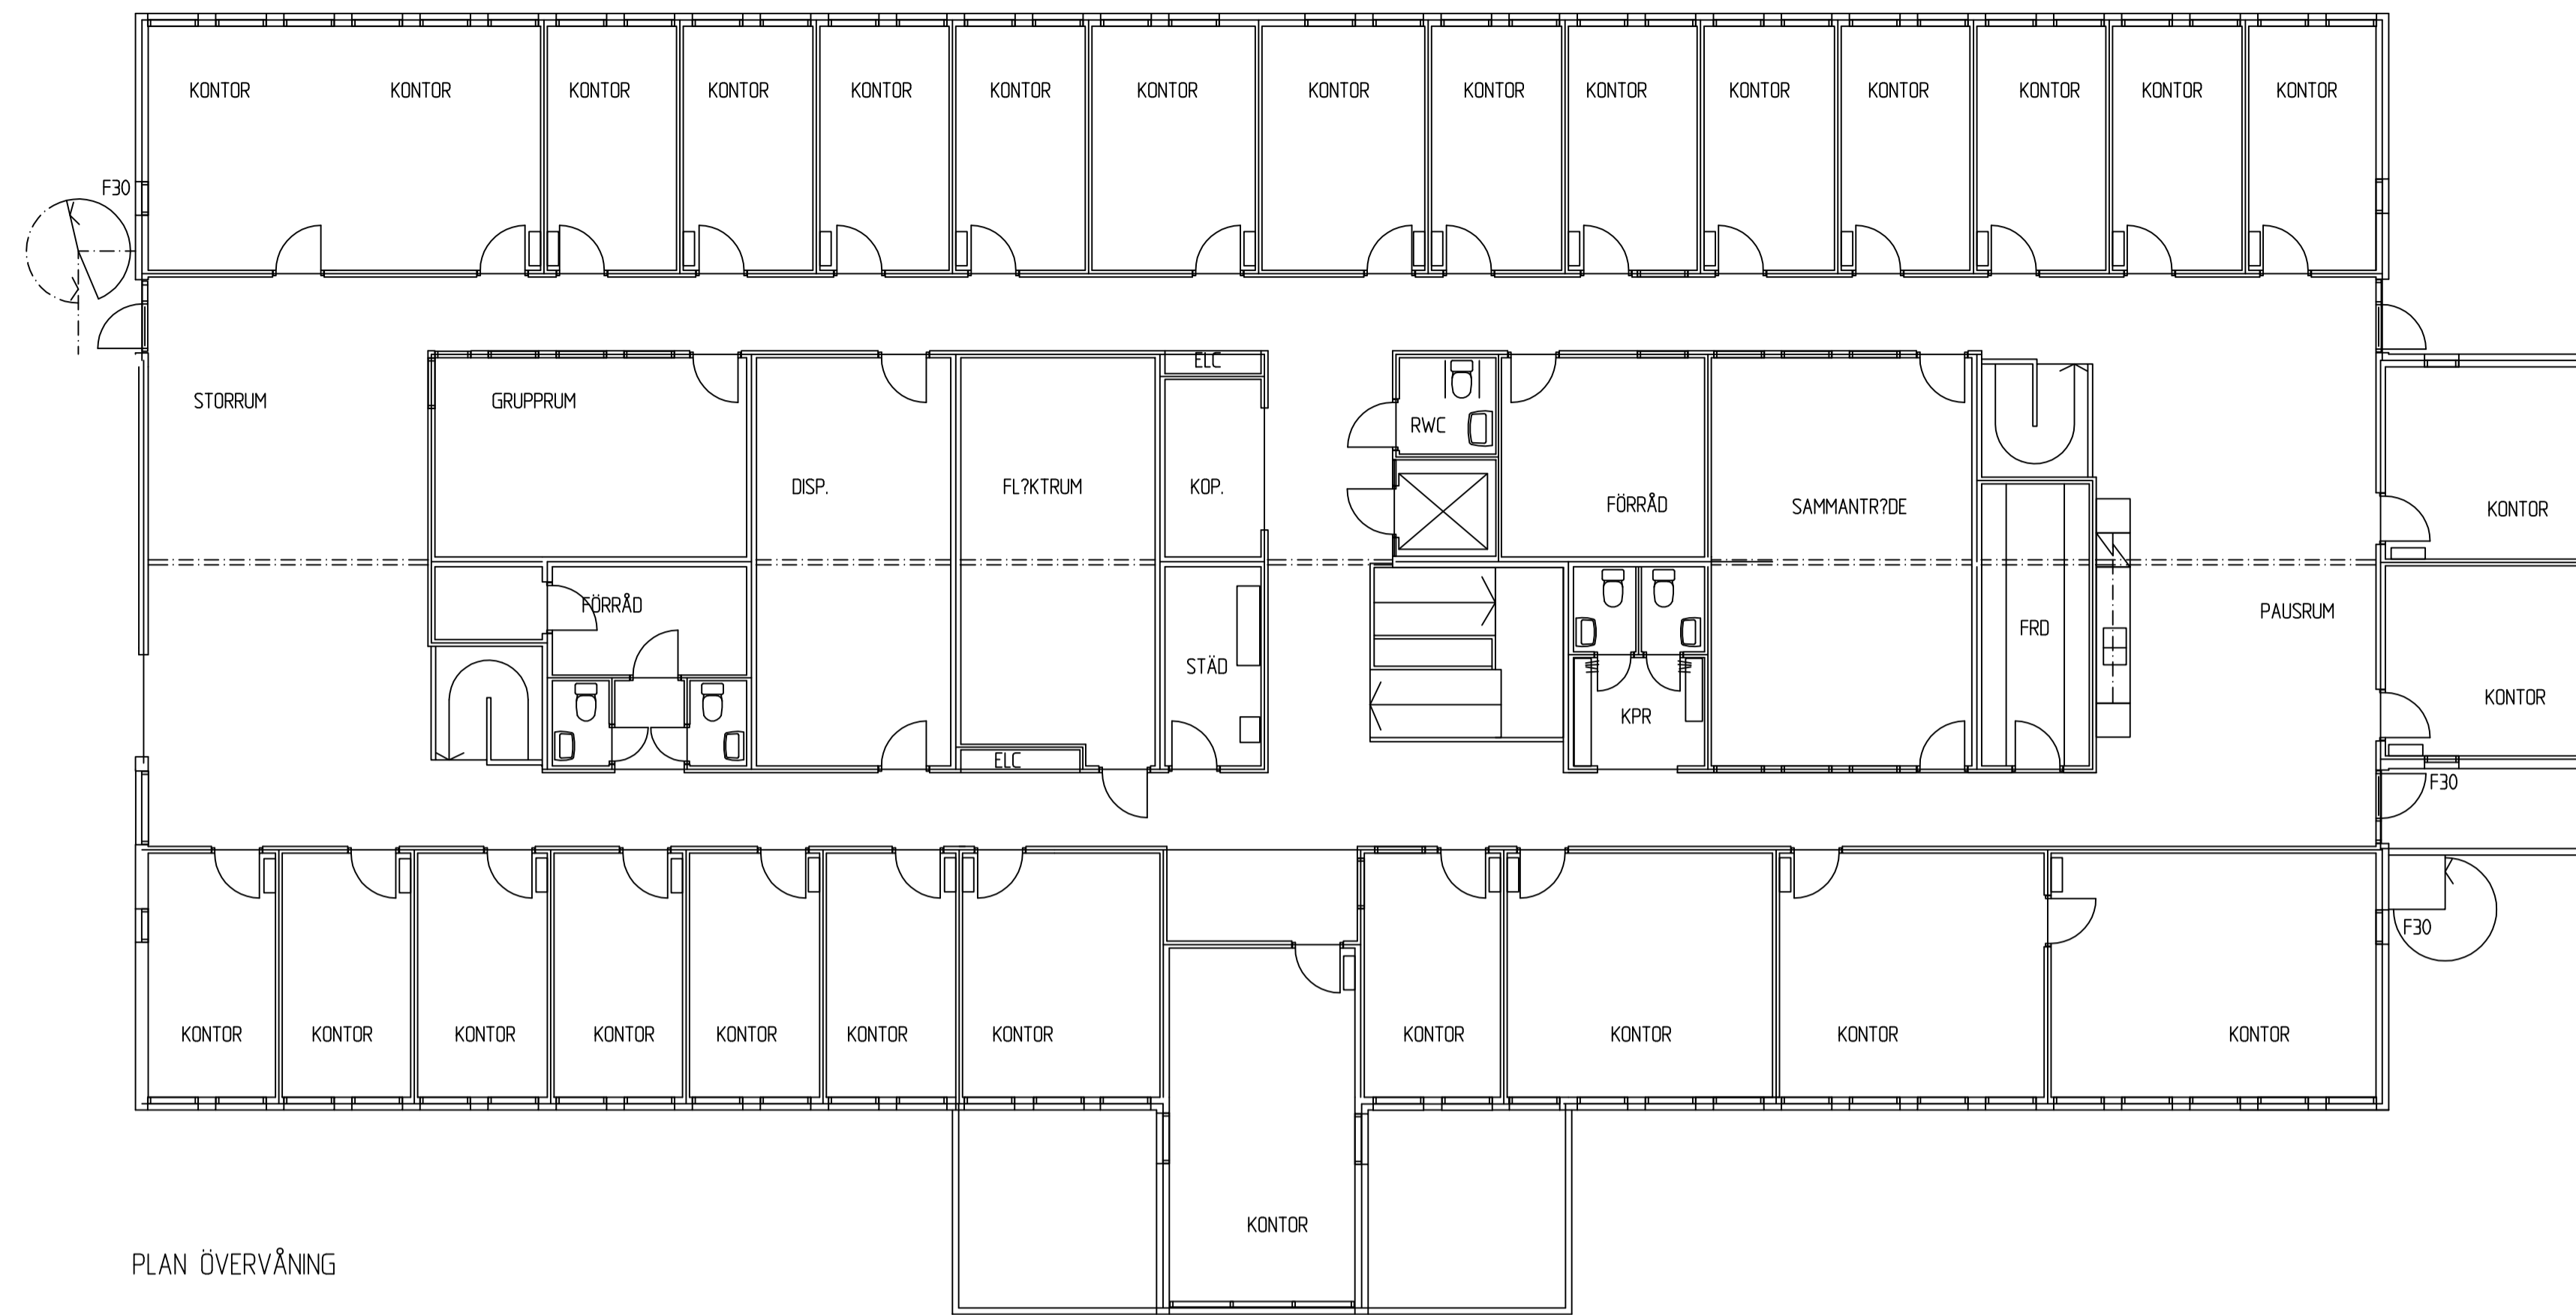 KONTOR KONTOR KONTOR KONTOR KONTOR KONTOR KONTOR KONTOR KONTOR KONTOR KONTOR KONTOR KONTOR KONTOR KONTOR
F30
ELC
STORRUM GRUPPRUM
RWC
DISP. FL?KTRUM KOP. FÖRRÅD SAMMANTR?DE KONTOR
FÖRRÅD PAUSRUM
FRD
STÄD
KONTOR
KPR
ELC
F30
F30
KONTOR KONTOR KONTOR KONTOR KONTOR KONTOR KONTOR KONTOR KONTOR KONTOR KONTOR
KONTOR
PLAN ÖVERVÅNING